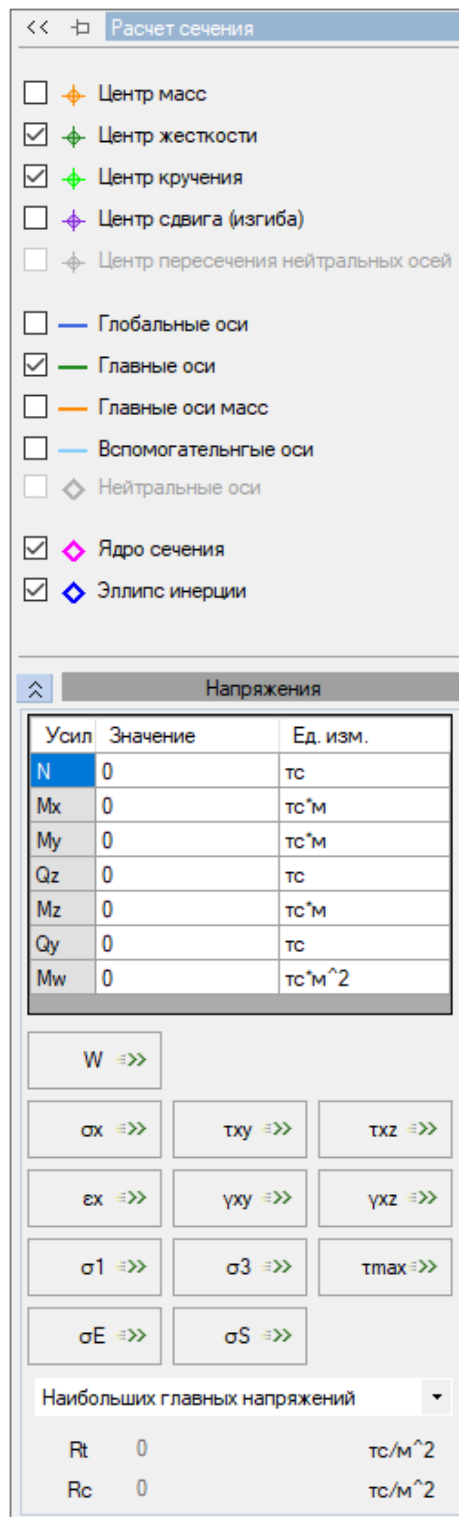 << Расчет сечения
Центр масс
Центр жесткости
Центр кручения
Центр сдвига (изгиба)
Центр пересечения нейтральных осей
Глобальные оси
Главные оси
Главные оси масс
Вспомогательнгые оси
Нейтральные оси
Ядро сечения
Эллипс инерции
Напряжения
Усил Значение Ед. изм.
N 0 тс
Mx 0 тс*м
My 0 тс*м
Qz 0 тс
Mz 0 тс*м
Qy 0 тс
Mw 0 тс*м^2
W
σx τxy τxz
εx γxy γxz
σ1 σ3 τmax
σE σS
Наибольших главных напряжений
Rt 0 тс/м^2
Rc 0 тс/м^2